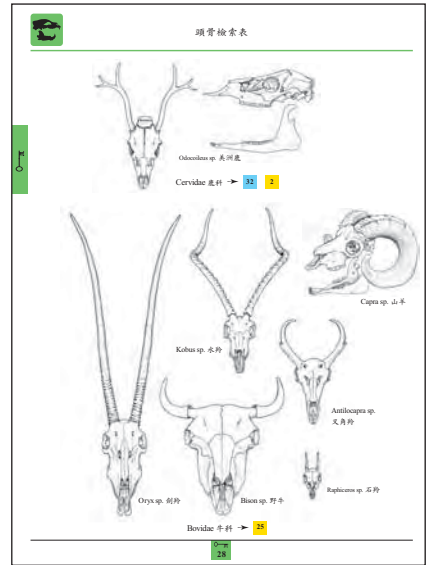 頭骨檢索表
Odocoileus sp. 美洲鹿
Cervidae 鹿科 → 32 2
Capra sp. 山羊
Kobus sp. 水羚
Antilocapra sp.
叉角羚
Raphicerus sp. 石羚
Oryx sp. 劍羚
Bison sp. 野牛
Bovidae 牛科 → 25
28